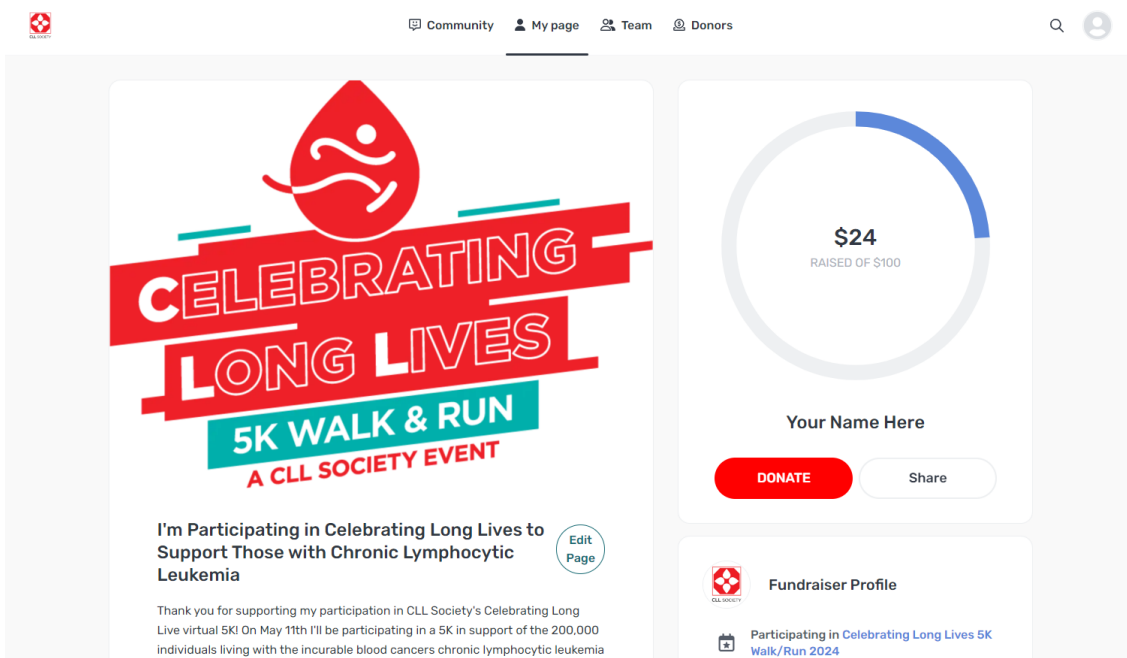 CLL SOCIETY
Community
My page
Team
Donors
CELEBRATING
LONG LIVES
5K WALK & RUN
A CLL SOCIETY EVENT
I'm Participating in Celebrating Long Lives to
Support Those with Chronic Lymphocytic
Leukemia
Edit
Page
Thank you for supporting my participation in CLL Society's Celebrating Long
Live virtual 5K! On May 11th I'll be participating in a 5K in support of the 200,000
individuals living with the incurable blood cancers chronic lymphocytic leukemia
$24
RAISED OF $100
Your Name Here
DONATE
Share
CLL SOCIETY
Fundraiser Profile
Participating in Celebrating Long Lives 5K
Walk/Run 2024